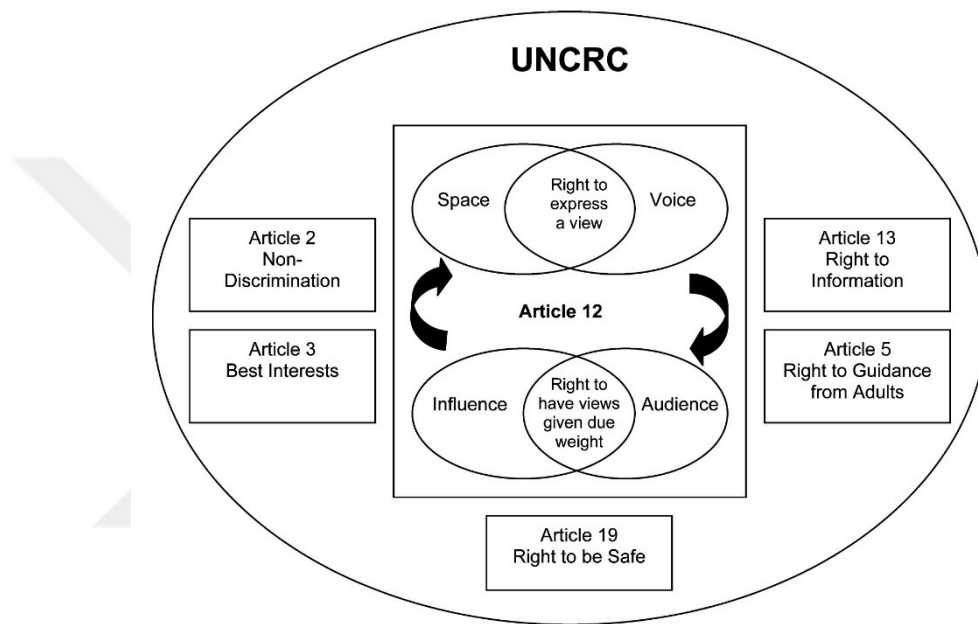 UNCRC
Space
Right to
express
a view
Voice
Article 2
Non-
Discrimination
Article 13
Right to
Information
Article 12
Article 3
Best Interests
Article 5
Right to Guidance
from Adults
Influence
Right to
have views
given due
weight
Audience
Article 19
Right to be Safe